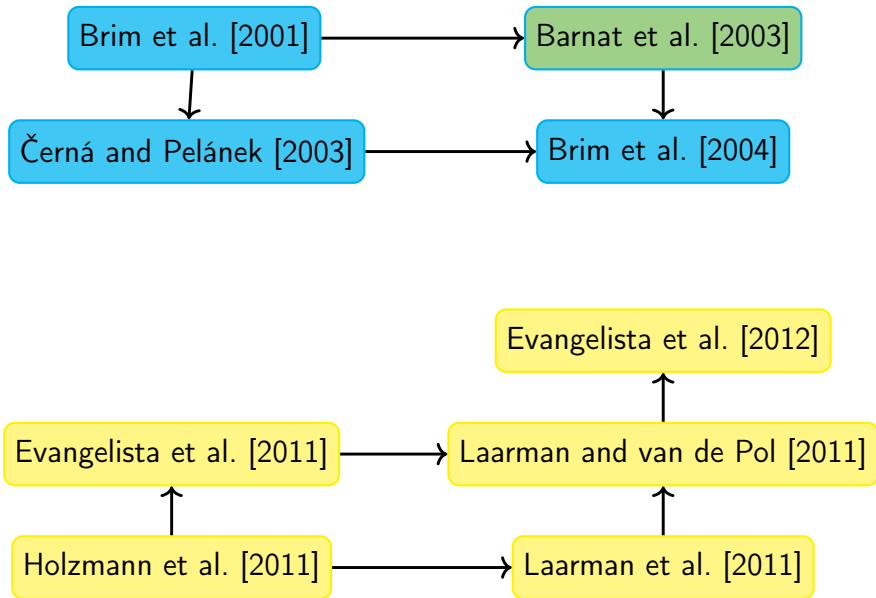 Brim et al. [2001]
Barnat et al. [2003]
Černá and Pelánek [2003]
Brim et al. [2004]
Evangelista et al. [2012]
Evangelista et al. [2011]
Laarman and van de Pol [2011]
Holzmann et al. [2011]
Laarman et al. [2011]